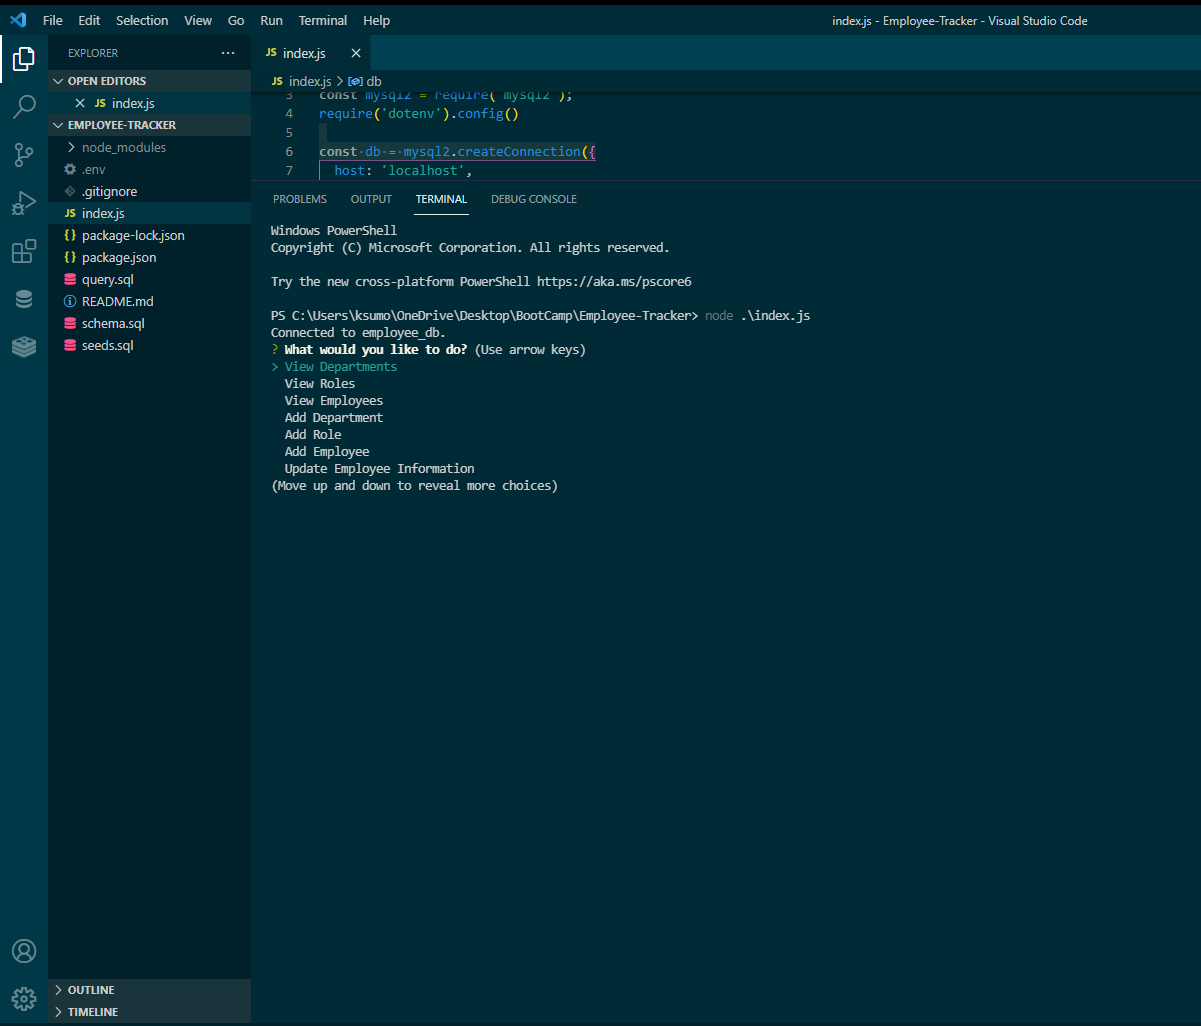 File Edit Selection View Go Run Terminal Help
index.js - Employee-Tracker - Visual Studio Code
EXPLORER
OPEN EDITORS
JS index.js
EMPLOYEE-TRACKER
node_modules
.env
.gitignore
JS index.js
{} package-lock.json
{} package.json
query.sql
README.md
schema.sql
seeds.sql
OUTLINE
TIMELINE
JS index.js
JS index.js > db
3 const mysql2 = require('mysql2');
4 require('dotenv').config()
5
6 const db = mysql2.createConnection({
7 host: 'localhost',
PROBLEMS OUTPUT TERMINAL DEBUG CONSOLE
Windows PowerShell
Copyright (C) Microsoft Corporation. All rights reserved.
Try the new cross-platform PowerShell https://aka.ms/pscore6
PS C:\Users\ksumo\OneDrive\Desktop\BootCamp\Employee-Tracker> node .\index.js
Connected to employee_db.
? What would you like to do? (Use arrow keys)
> View Departments
View Roles
View Employees
Add Department
Add Role
Add Employee
Update Employee Information
(Move up and down to reveal more choices)